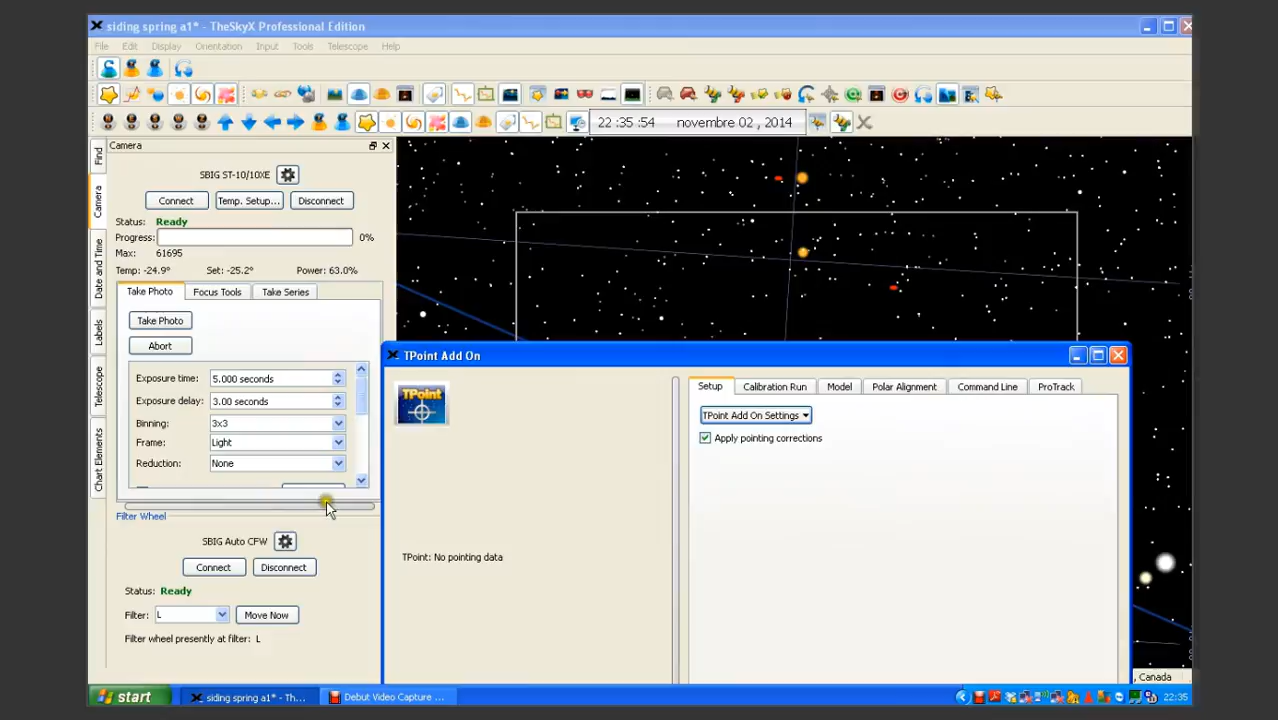 siding spring a1* - TheSkyX Professional Edition
File Edit Display Orientation Input Tools Telescope Help
22 : 35 : 54 novembre 02 , 2014
Find
Camera
Date and Time
Labels
Telescope
Chart Elements
Camera
SBIG ST-10/10XE
Connect Temp. Setup... Disconnect
Status: Ready
Progress: 0%
Max: 61695
Temp: -24.9° Set: -25.2° Power: 63.0%
Take Photo Focus Tools Take Series
Take Photo
Abort
Exposure time: 5.000 seconds
Exposure delay: 3.00 seconds
Binning: 3x3
Frame: Light
Reduction: None
Filter Wheel
SBIG Auto CFW
Connect Disconnect
Status: Ready
Filter: L Move Now
Filter wheel presently at filter: L
TPoint Add On
TPoint
TPoint: No pointing data
Setup Calibration Run Model Polar Alignment Command Line ProTrack
TPoint Add On Settings
Apply pointing corrections
, Canada
start siding spring a1* - Th... Debut Video Capture ... 22:35